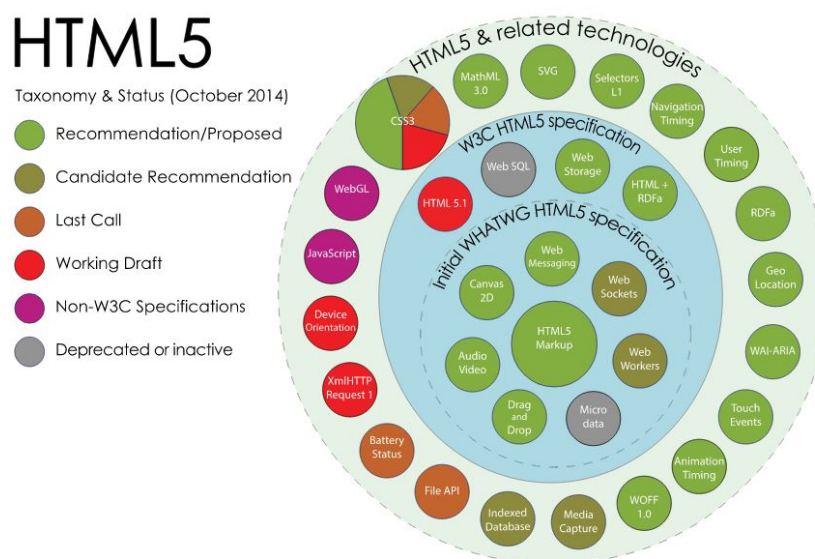 HTML5
Taxonomy & Status (October 2014)
Recommendation/Proposed
Candidate Recommendation
Last Call
Working Draft
Non-W3C Specifications
Deprecated or inactive
HTML5 & related technologies
CSS3
MathML
3.0
SVG
Selectors
L1
Navigation
Timing
User
Timing
RDFa
Geo
Location
WAI-ARIA
Touch
Events
Animation
Timing
WOFF
1.0
Media
Capture
Indexed
Database
File API
Battery
Status
XmlHTTP
Request 1
Device
Orientation
JavaScript
WebGL
W3C HTML5 specification
HTML 5.1
Web SQL
Web
Storage
HTML +
RDFa
Initial WHATWG HTML5 specification
Web
Messaging
Web
Sockets
Web
Workers
Micro
data
Drag
and
Drop
Audio
Video
Canvas
2D
HTML5
Markup